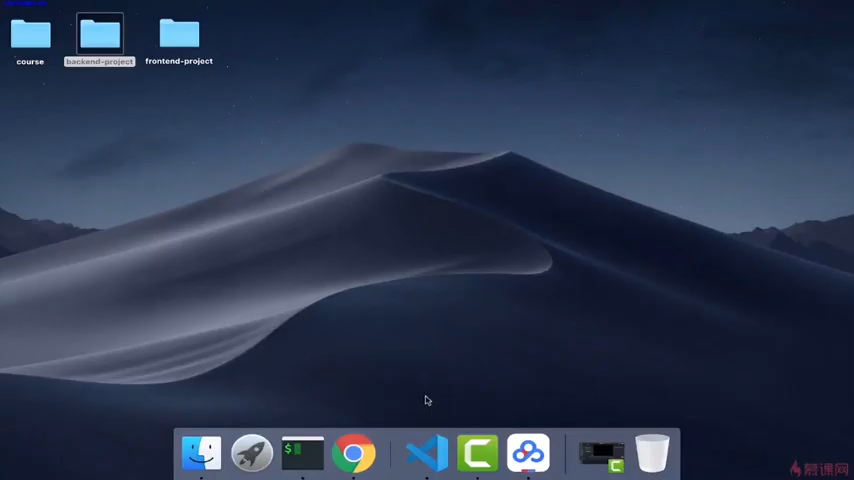 course
backend-project
frontend-project
$
慕课网